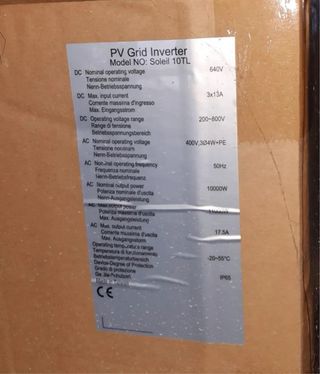 PV Grid Inverter
Model NO: Soleil 10TL
DC Nominal operating voltage 640V
Tensione nominale
Nenn-Betriebsspannung
DC Max. input current 3x13A
Corrente massima d'ingresso
Max. Eingangsstrom
DC Operating voltage range 200~800V
Range di tensione
Betriebsspannungsbereich
AC Nominal operating voltage 400V,3Ø4W+PE
Tensione nominale
Nenn-Betriebsspannung
AC Nominal operating frequency 50Hz
Frequenza nominale
Nenn-Betriebsfrequenz
AC Nominal output power 10000W
Potenza nominale d'uscita
Nenn-Ausgangsleistung
AC Max.output power
Potenza massima d'uscita
Max. Ausgangsleistung
AC Max. output current 17.5A
Corrente massima d'uscita
Max. Ausgangsstrom
Operating temperature range -20~55°C
Temperatura di funzionamento
Betriebstemperaturbereich
Device-Degree of Protection IP65
Grado di protezione
CE